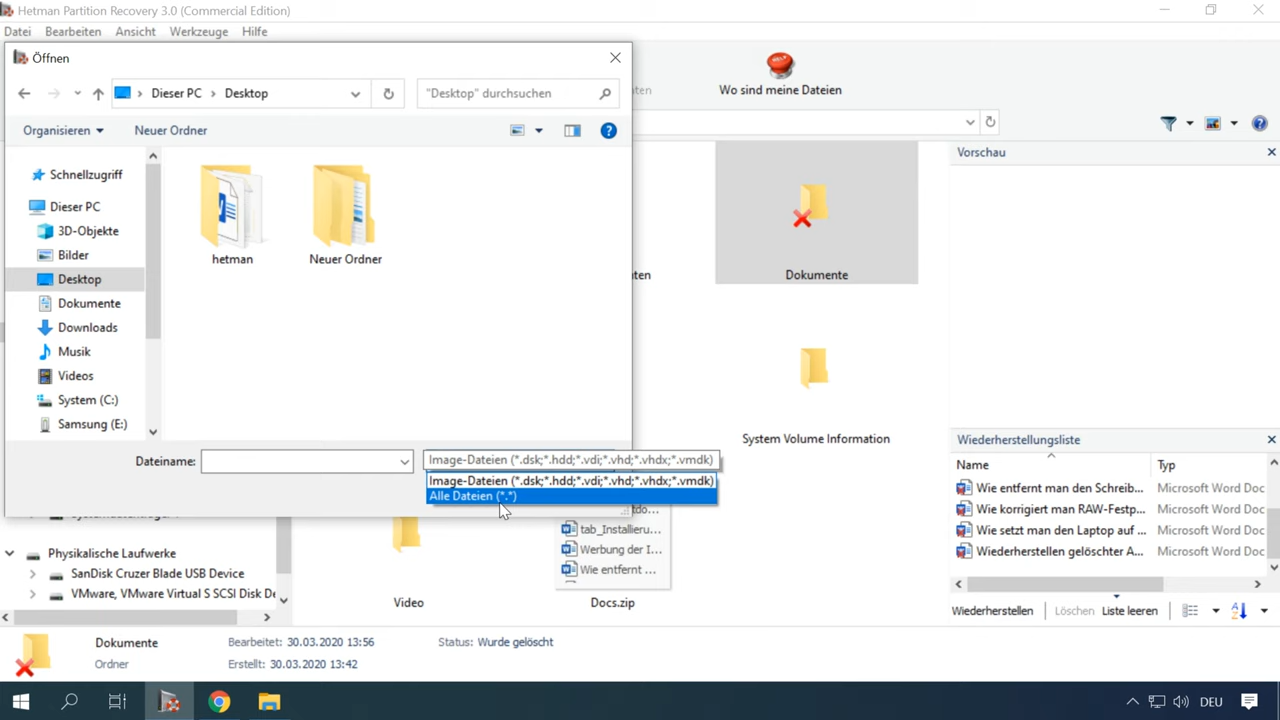 Hetman Partition Recovery 3.0 (Commercial Edition)
Datei Bearbeiten Ansicht Werkzeuge Hilfe
Öffnen
Dieser PC Desktop
"Desktop" durchsuchen
Organisieren Neuer Ordner
Schnellzugriff
Dieser PC
3D-Objekte
Bilder
Desktop
Dokumente
Downloads
Musik
Videos
System (C:)
Samsung (E:)
hetman
Neuer Ordner
Dateiname:
Image-Dateien (*.dsk;*.hdd;*.vdi;*.vhd;*.vhdx;*.vmdk)
Image-Dateien (*.dsk;*.hdd;*.vdi;*.vhd;*.vhdx;*.vmdk)
Alle Dateien (*.*)
HELP
Wo sind meine Dateien
Dokumente
System Volume Information
tab_Installieru...
Werbung der I...
Wie entfernt ...
Video
Docs.zip
Physikalische Laufwerke
SanDisk Cruzer Blade USB Device
VMware, VMware Virtual S SCSI Disk De
Vorschau
Wiederherstellungsliste
Name Typ
Wie entfernt man den Schreib... Microsoft Word Doc
Wie korrigiert man RAW-Festp... Microsoft Word Doc
Wie setzt man den Laptop auf ... Microsoft Word Doc
Wiederherstellen gelöschter A... Microsoft Word Doc
Wiederherstellen Löschen Liste leeren
Dokumente
Ordner
Bearbeitet: 30.03.2020 13:56
Erstellt: 30.03.2020 13:42
Status: Wurde gelöscht
DEU